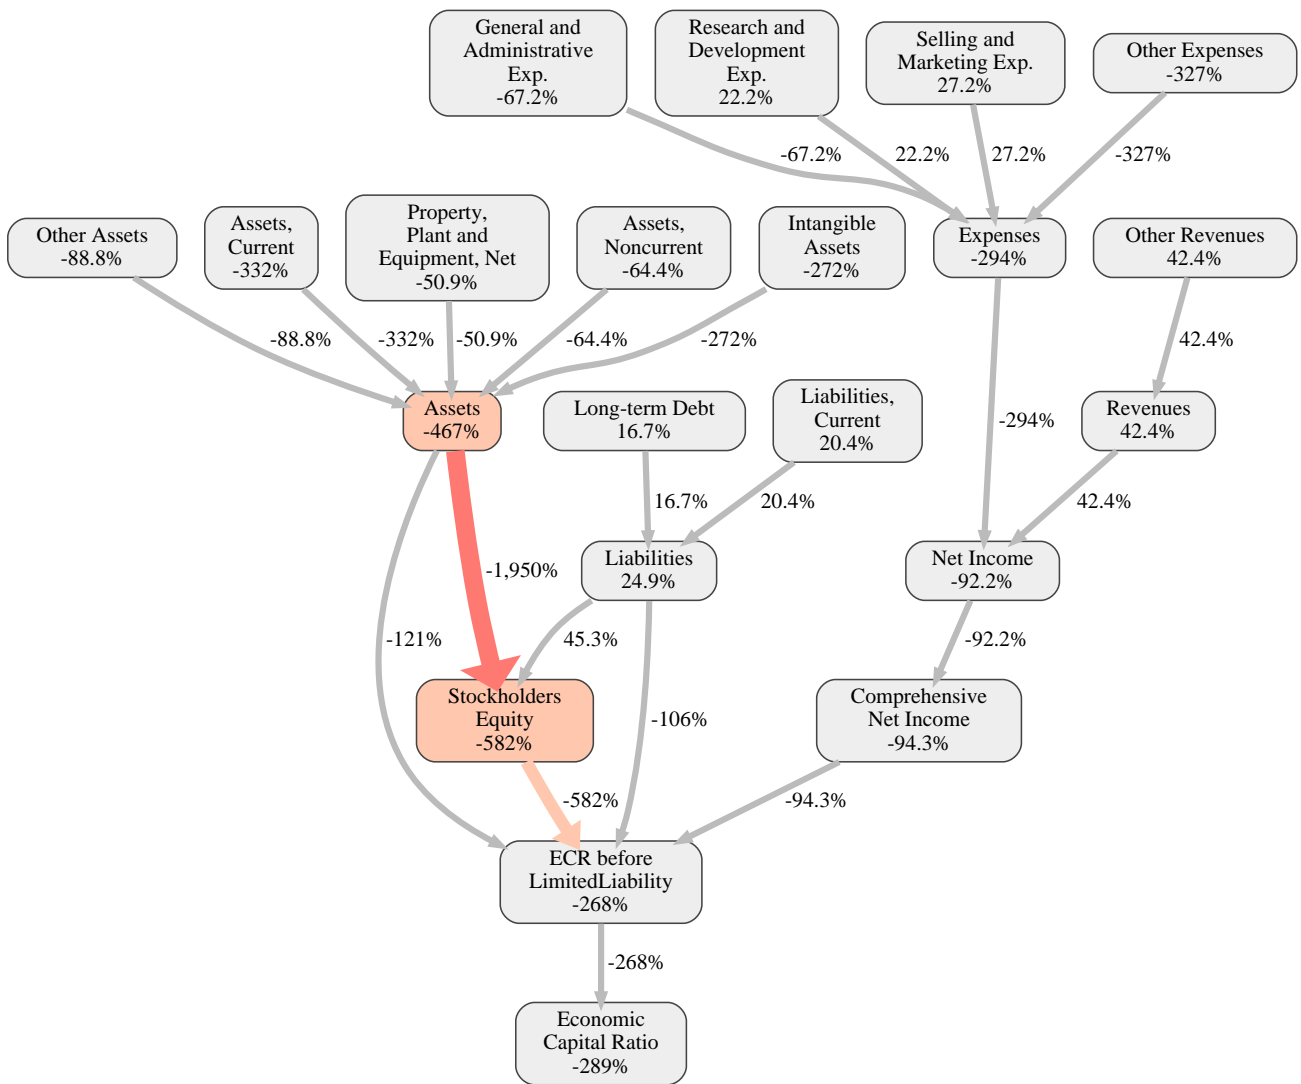 General and
Administrative
Exp.
-67.2%
Research and
Development
Exp.
22.2%
Selling and
Marketing Exp.
27.2%
Other Expenses
-327%
-67.2%
22.2%
27.2%
-327%
Other Assets
-88.8%
Assets,
Current
-332%
Property,
Plant and
Equipment, Net
-50.9%
Assets,
Noncurrent
-64.4%
Intangible
Assets
-272%
Expenses
-294%
Other Revenues
42.4%
-88.8%
-332%
-50.9%
-64.4%
-272%
42.4%
Assets
-467%
Long-term Debt
16.7%
Liabilities,
Current
20.4%
-294%
Revenues
42.4%
-1,950%
16.7%
20.4%
42.4%
Liabilities
24.9%
Net Income
-92.2%
-121%
45.3%
-92.2%
Stockholders
Equity
-582%
-106%
Comprehensive
Net Income
-94.3%
-582%
-94.3%
ECR before
LimitedLiability
-268%
-268%
Economic
Capital Ratio
-289%